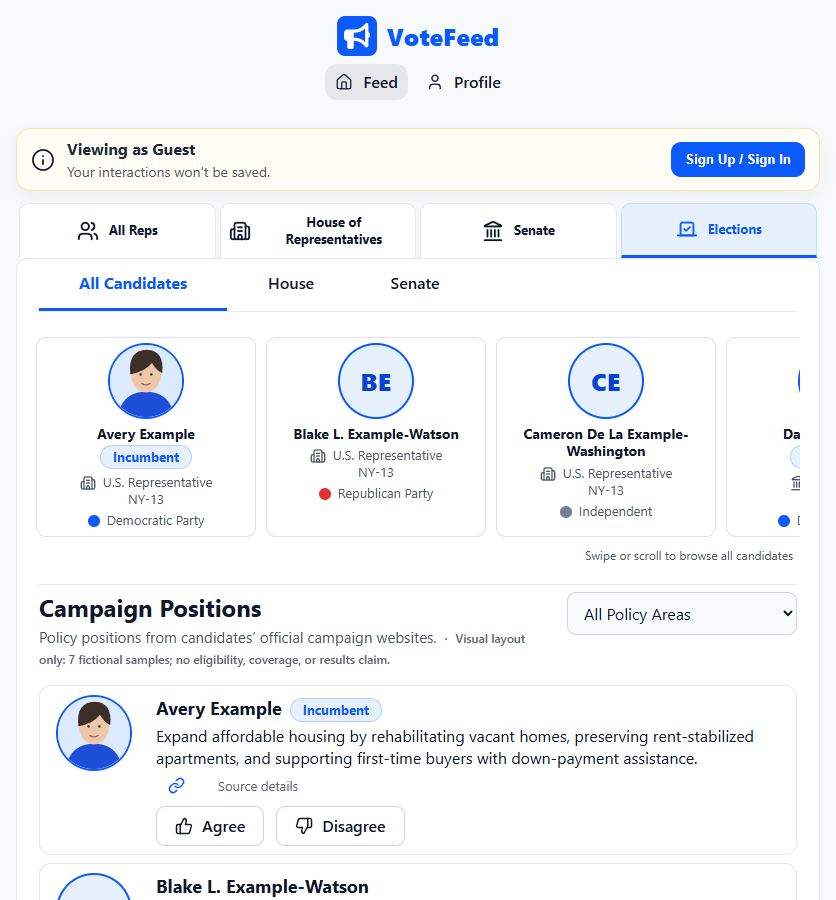 VoteFeed
Feed
Profile
Viewing as Guest
Your interactions won't be saved.
Sign Up / Sign In
All Reps
House of
Representatives
Senate
Elections
All Candidates
House
Senate
Avery Example
Incumbent
U.S. Representative
NY-13
Democratic Party
BE
Blake L. Example-Watson
U.S. Representative
NY-13
Republican Party
CE
Cameron De La Example-
Washington
U.S. Representative
NY-13
Independent
Da
Swipe or scroll to browse all candidates
Campaign Positions
All Policy Areas
Policy positions from candidates' official campaign websites. · Visual layout
only: 7 fictional samples; no eligibility, coverage, or results claim.
Avery Example Incumbent
Expand affordable housing by rehabilitating vacant homes, preserving rent-stabilized
apartments, and supporting first-time buyers with down-payment assistance.
Source details
Agree
Disagree
Blake L. Example-Watson